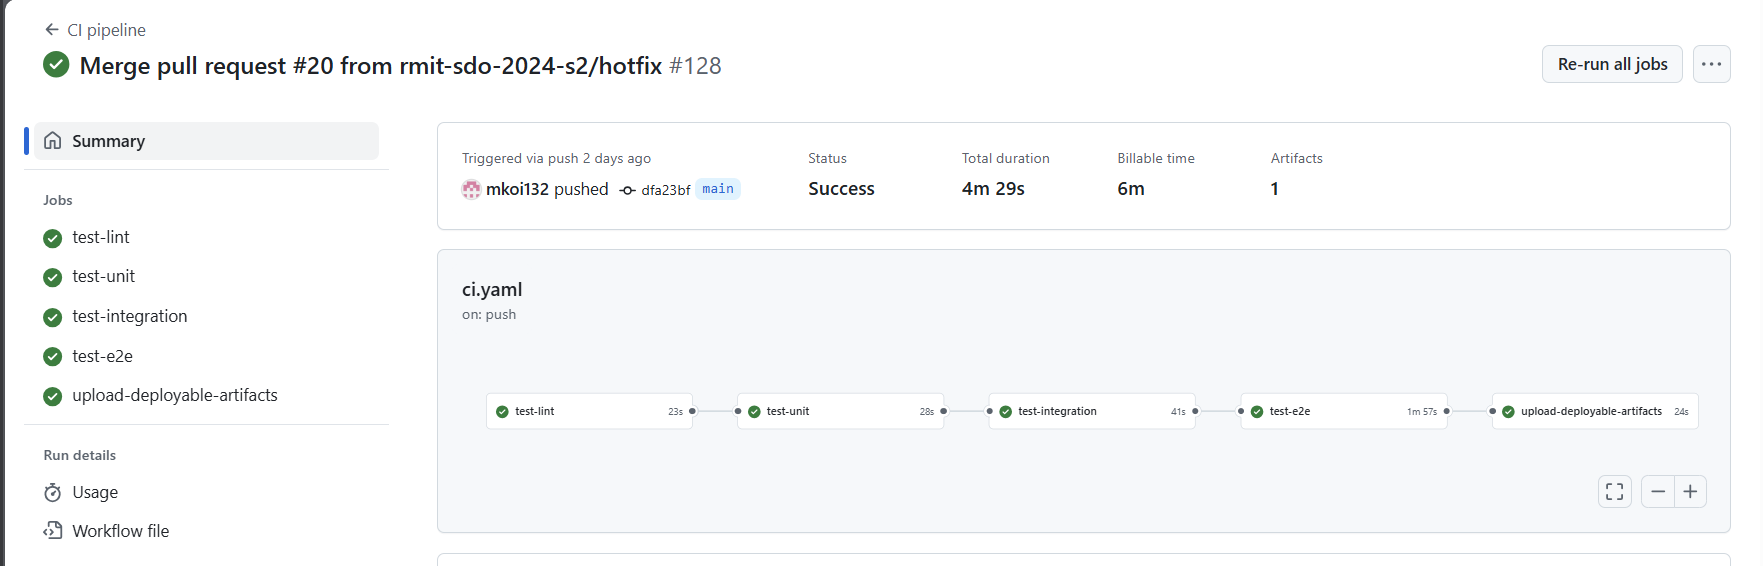 CI pipeline
Merge pull request #20 from rmit-sdo-2024-s2/hotfix #128
Re-run all jobs
Summary
Jobs
test-lint
test-unit
test-integration
test-e2e
upload-deployable-artifacts
Run details
Usage
Workflow file
Triggered via push 2 days ago
mkoi132 pushed dfa23bf main
Status
Success
Total duration
4m 29s
Billable time
6m
Artifacts
1
ci.yaml
on: push
test-lint 23s
test-unit 28s
test-integration 41s
test-e2e 1m 57s
upload-deployable-artifacts 24s